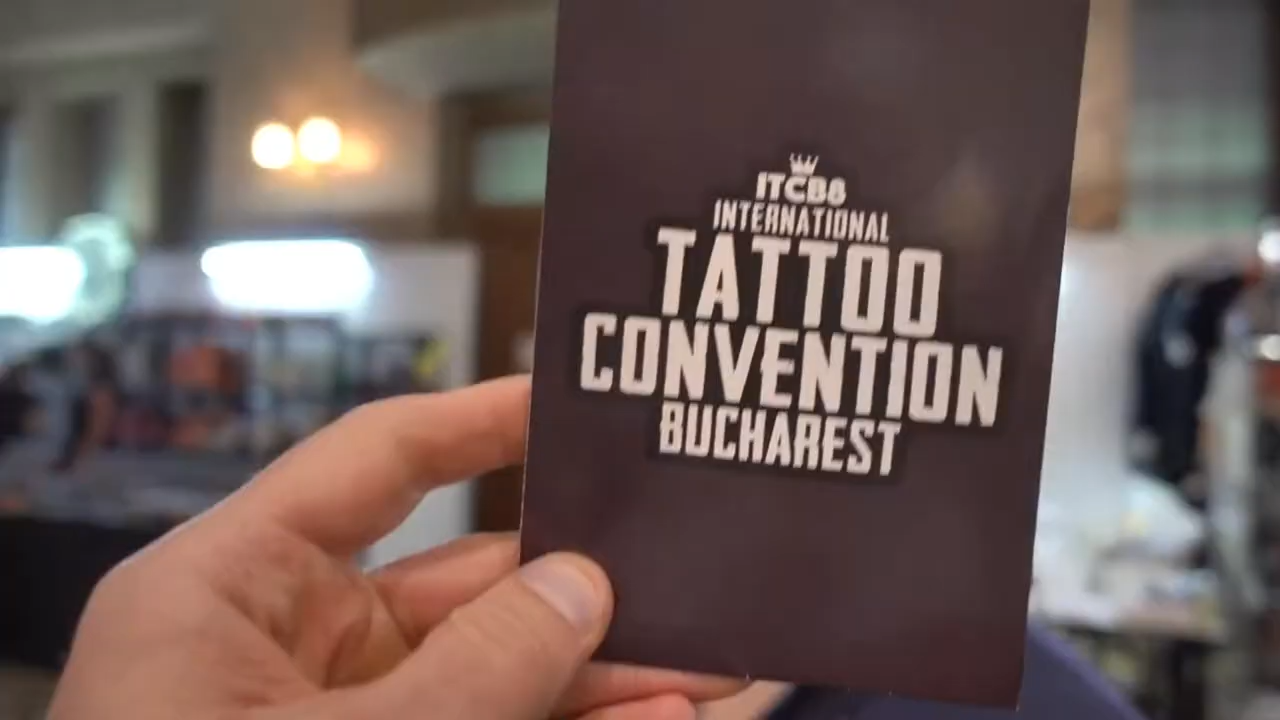 ITCB8
INTERNATIONAL
TATTOO
CONVENTION
BUCHAREST